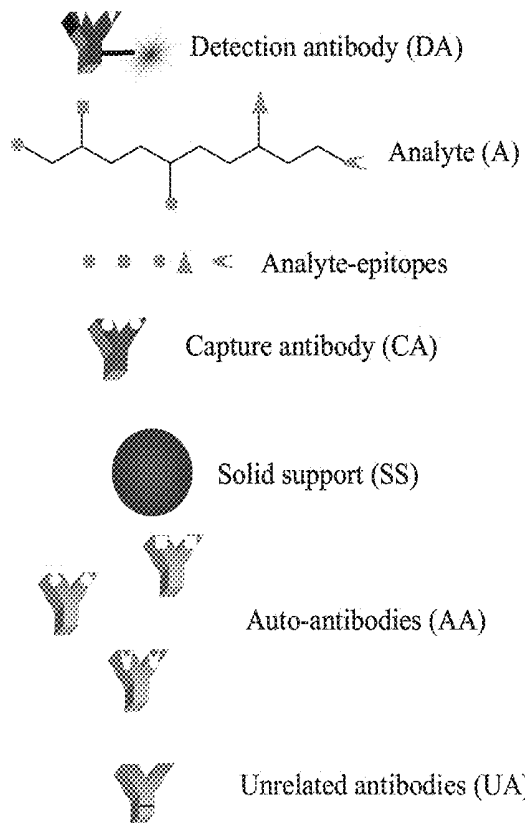 Detection antibody (DA)
Analyte (A)
Analyte-epitopes
Capture antibody (CA)
Solid support (SS)
Auto-antibodies (AA)
Unrelated antibodies (UA)